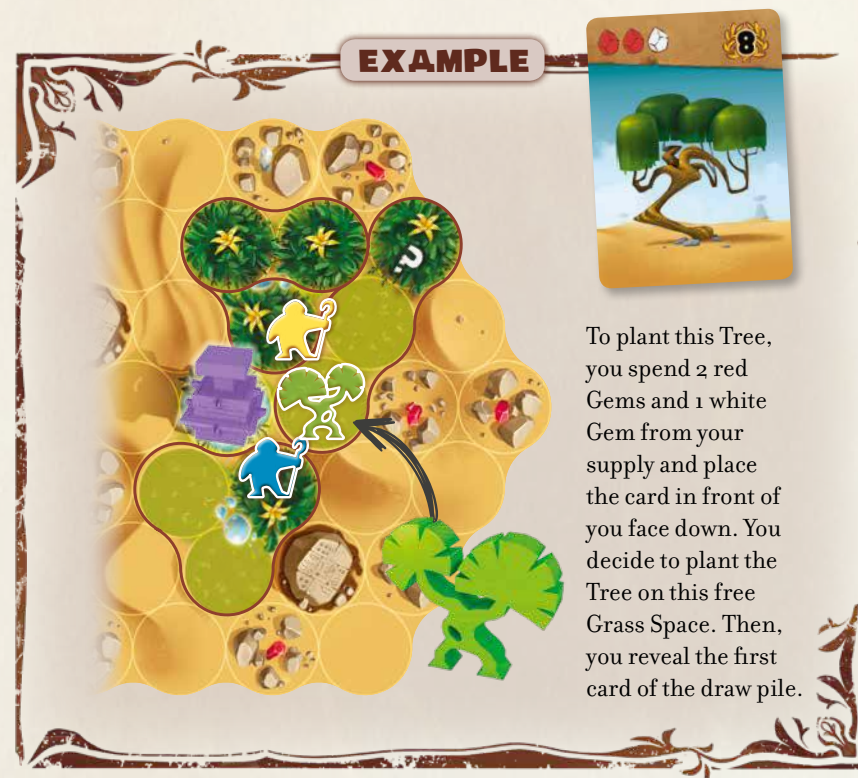 EXAMPLE
8
?
To plant this Tree,
you spend 2 red
Gems and 1 white
Gem from your
supply and place
the card in front of
you face down. You
decide to plant the
Tree on this free
Grass Space. Then,
you reveal the first
card of the draw pile.